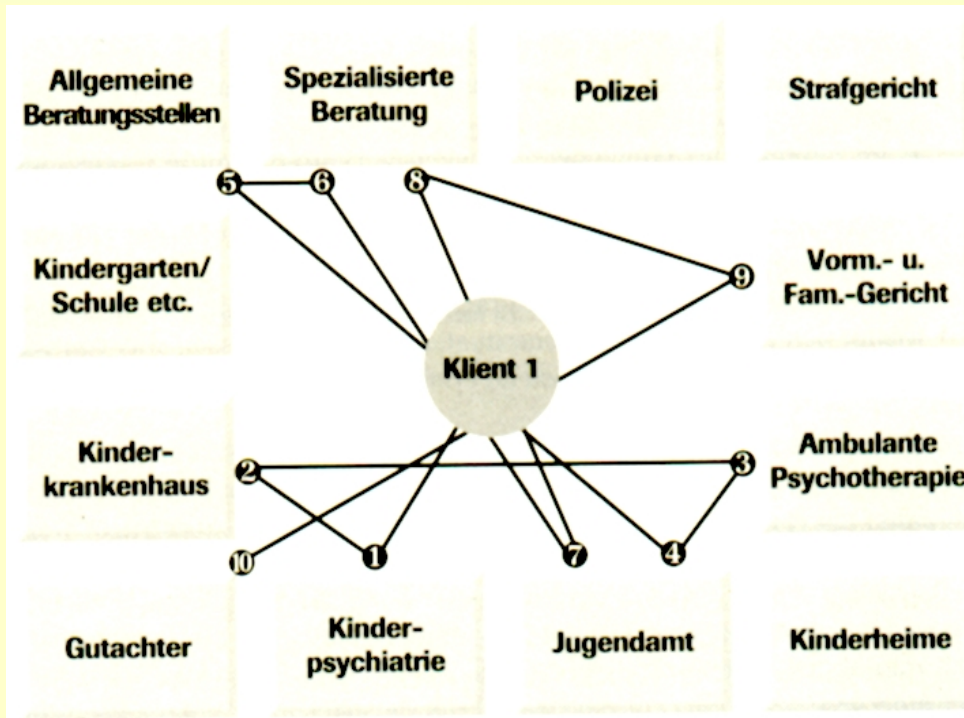 Allgemeine
Beratungsstellen
Spezialisierte
Beratung
Polizei
Strafgericht
5
6
8
Kindergarten/
Schule etc.
9
Vorm.- u.
Fam.-Gericht
Klient 1
Kinder-
krankenhaus
2
3
Ambulante
Psychotherapie
10
1
7
4
Gutachter
Kinder-
psychiatrie
Jugendamt
Kinderheime